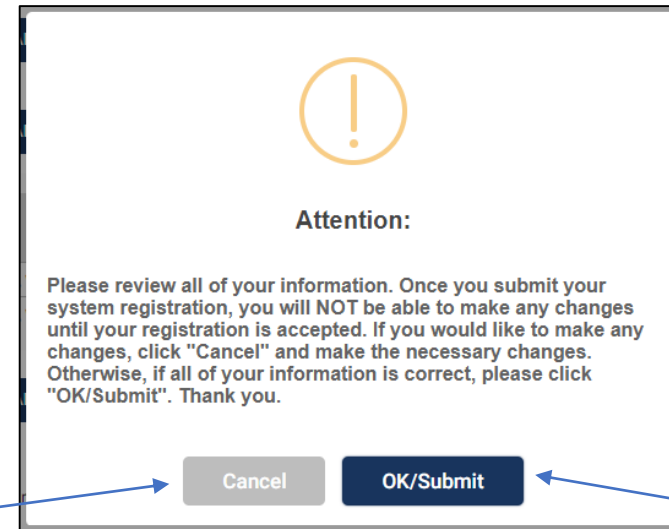 Attention:
Please review all of your information. Once you submit your
system registration, you will NOT be able to make any changes
until your registration is accepted. If you would like to make any
changes, click "Cancel" and make the necessary changes.
Otherwise, if all of your information is correct, please click
"OK/Submit". Thank you.
Cancel
OK/Submit